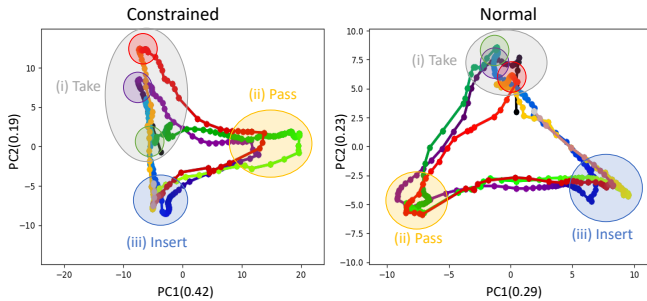 Constrained
Normal
(i) Take
(ii) Pass
(iii) Insert
PC2(0.19)
10
5
0
−5
−10
−20
−10
0
10
20
PC1(0.42)
(i) Take
(ii) Pass
(iii) Insert
PC2(0.23)
10.0
7.5
5.0
2.5
0.0
−2.5
−5.0
−7.5
−10.0
−10
−5
0
5
10
PC1(0.29)